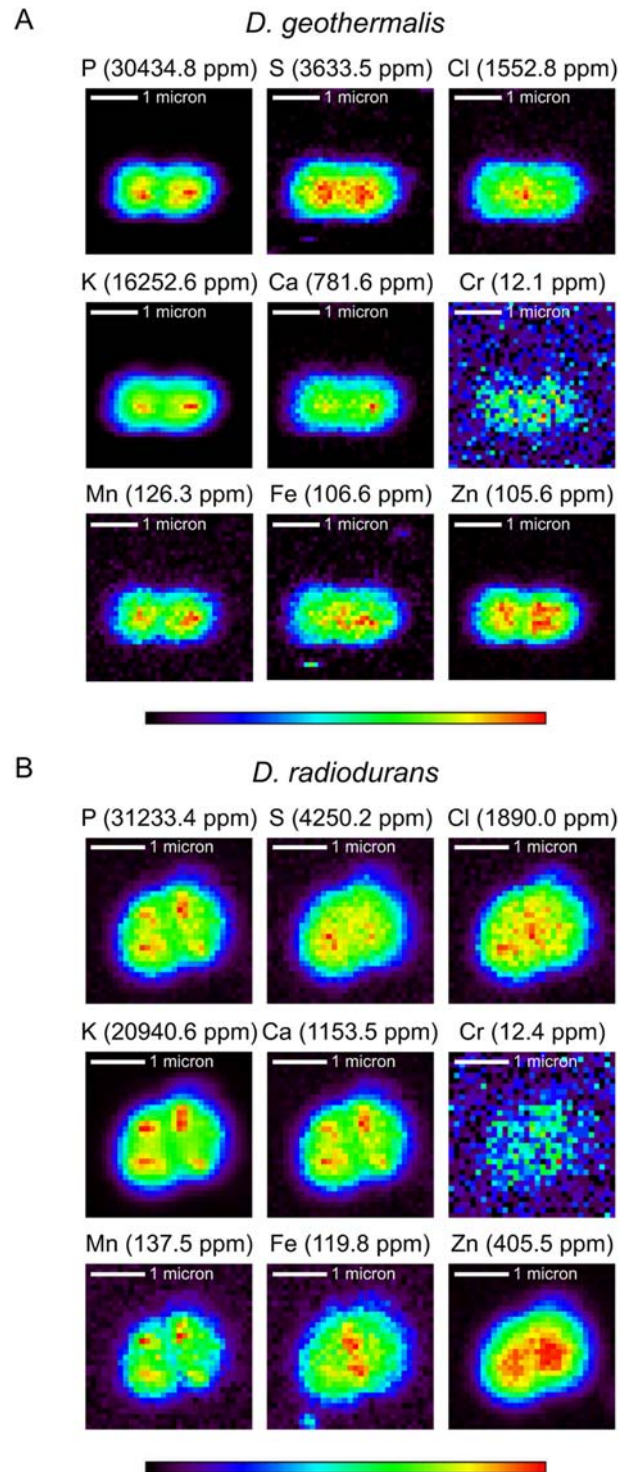 A
D. geothermalis
P (30434.8 ppm) S (3633.5 ppm) Cl (1552.8 ppm)
1 micron 1 micron 1 micron
K (16252.6 ppm) Ca (781.6 ppm) Cr (12.1 ppm)
1 micron 1 micron 1 micron
Mn (126.3 ppm) Fe (106.6 ppm) Zn (105.6 ppm)
1 micron 1 micron 1 micron
B
D. radiodurans
P (31233.4 ppm) S (4250.2 ppm) Cl (1890.0 ppm)
1 micron 1 micron 1 micron
K (20940.6 ppm) Ca (1153.5 ppm) Cr (12.4 ppm)
1 micron 1 micron 1 micron
Mn (137.5 ppm) Fe (119.8 ppm) Zn (405.5 ppm)
1 micron 1 micron 1 micron